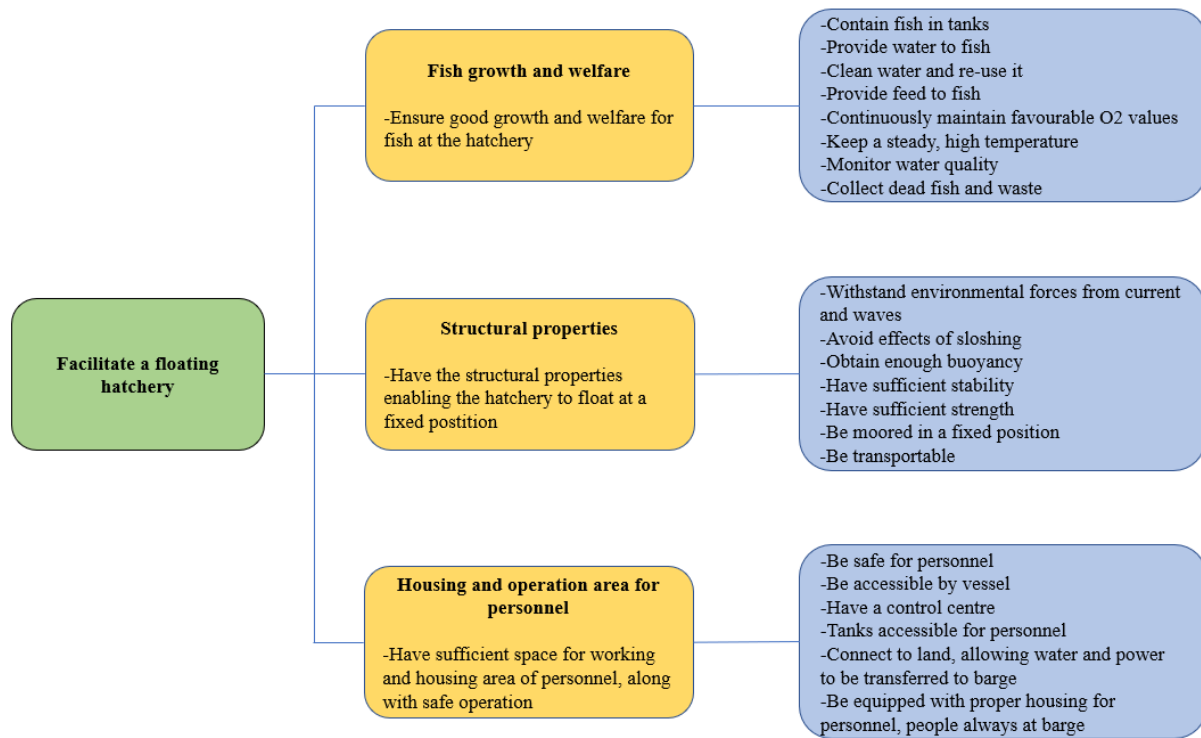 Facilitate a floating
hatchery
Fish growth and welfare
-Ensure good growth and welfare for
fish at the hatchery
-Contain fish in tanks
-Provide water to fish
-Clean water and re-use it
-Provide feed to fish
-Continuously maintain favourable O2 values
-Keep a steady, high temperature
-Monitor water quality
-Collect dead fish and waste
Structural properties
-Have the structural properties
enabling the hatchery to float at a
fixed postition
-Withstand environmental forces from current
and waves
-Avoid effects of sloshing
-Obtain enough buoyancy
-Have sufficient stability
-Have sufficient strength
-Be moored in a fixed position
-Be transportable
Housing and operation area for
personnel
-Have sufficient space for working
and housing area of personnel, along
with safe operation
-Be safe for personnel
-Be accessible by vessel
-Have a control centre
-Tanks accessible for personnel
-Connect to land, allowing water and power
to be transferred to barge
-Be equipped with proper housing for
personnel, people always at barge